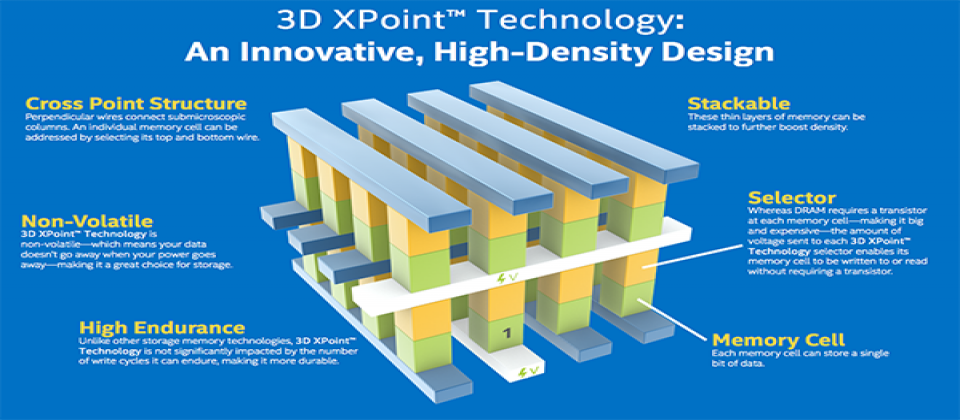 3D XPoint™ Technology:
An Innovative, High-Density Design
Cross Point Structure
Perpendicular wires connect submicroscopic
columns. An individual memory cell can be
addressed by selecting its top and bottom wire.
Non-Volatile
3D XPoint™ Technology is
non-volatile—which means your data
doesn't go away when your power goes
away—making it a great choice for storage.
High Endurance
Unlike other storage memory technologies, 3D XPoint™
Technology is not significantly impacted by the number
of write cycles it can endure, making it more durable.
Stackable
These thin layers of memory can be
stacked to further boost density.
Selector
Whereas DRAM requires a transistor
at each memory cell—making it big
and expensive—the amount of
voltage sent to each 3D XPoint™
Technology selector enables its
memory cell to be written to or read
without requiring a transistor.
Memory Cell
Each memory cell can store a single
bit of data.
V
1
V